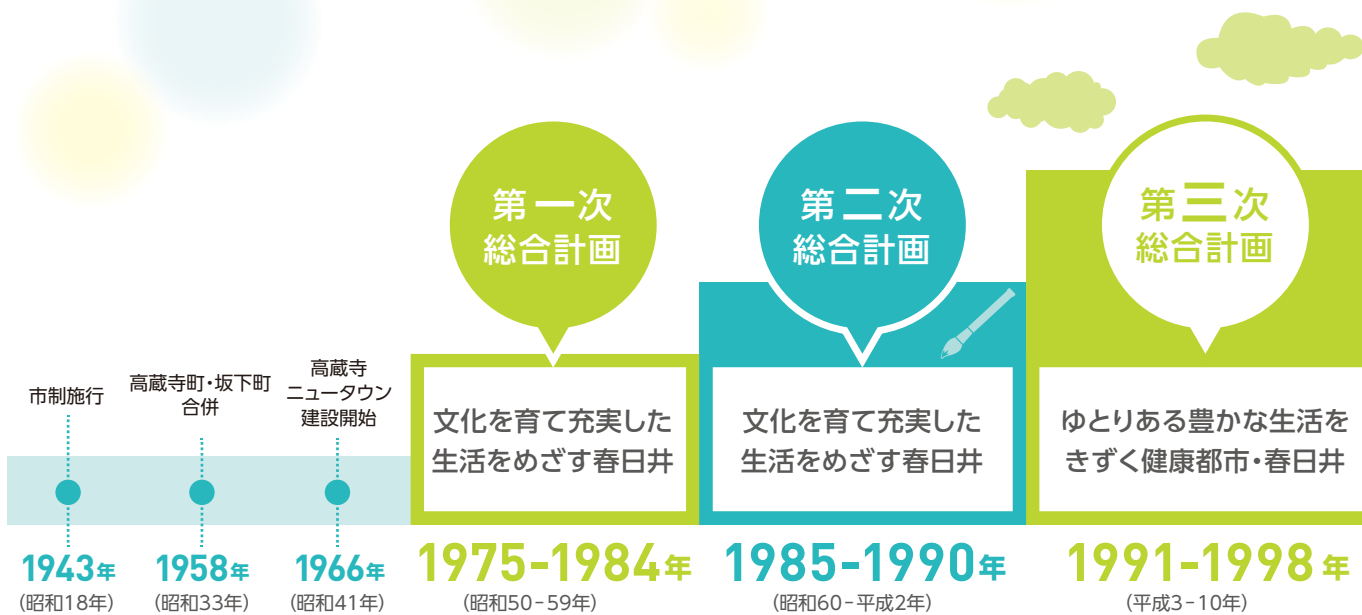 市制施行
1943年
(昭和18年)
高蔵寺町・坂下町
合併
1958年
(昭和33年)
高蔵寺
ニュータウン
建設開始
1966年
(昭和41年)
第一次
総合計画
文化を育て充実した
生活をめざす春日井
1975-1984年
(昭和50-59年)
第二次
総合計画
文化を育て充実した
生活をめざす春日井
1985-1990年
(昭和60-平成2年)
第三次
総合計画
ゆとりある豊かな生活を
きずく健康都市・春日井
1991-1998年
(平成3-10年)